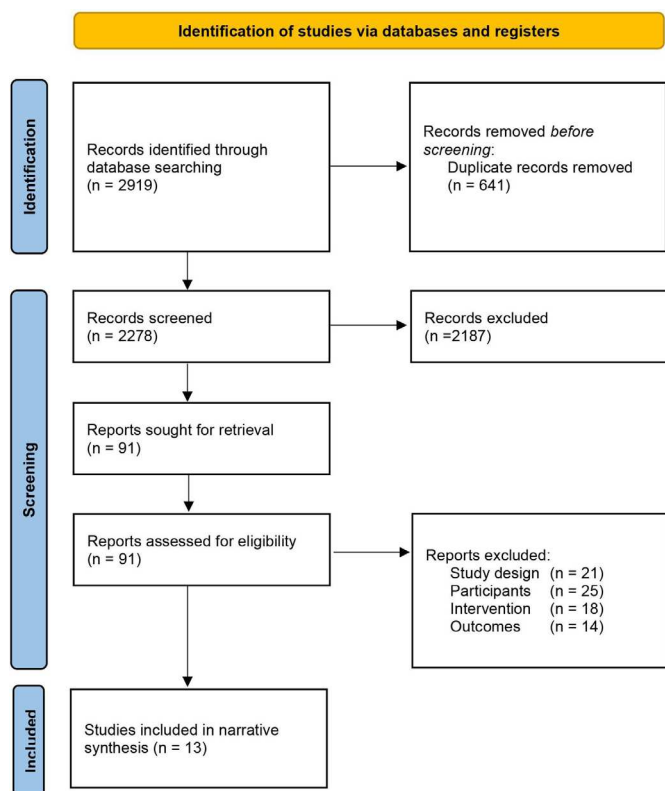 Identification of studies via databases and registers
Identification
Records identified through
database searching
(n = 2919)
Records removed before
screening:
Duplicate records removed
(n = 641)
Screening
Records screened
(n = 2278)
Records excluded
(n =2187)
Reports sought for retrieval
(n = 91)
Reports assessed for eligibility
(n = 91)
Reports excluded:
Study design (n = 21)
Participants (n = 25)
Intervention (n = 18)
Outcomes (n = 14)
Included
Studies included in narrative
synthesis (n = 13)